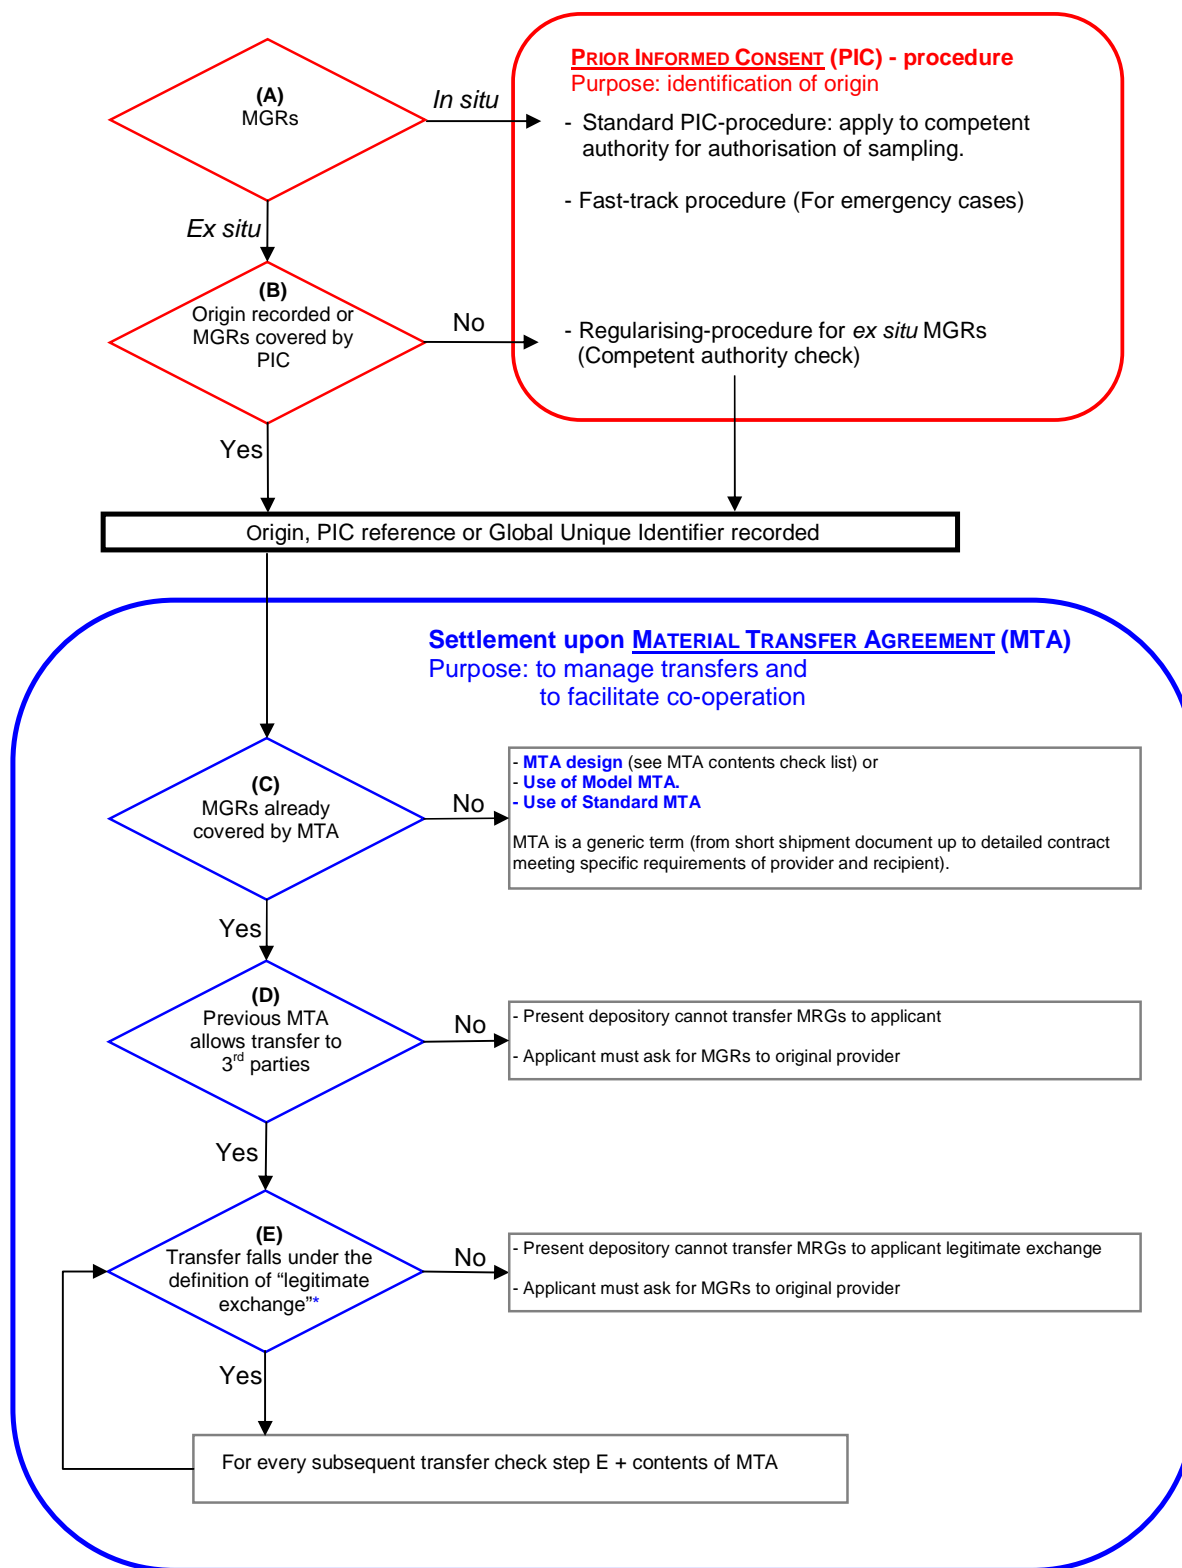 (A)
MGRs
In situ
PRIOR INFORMED CONSENT (PIC) - procedure
Purpose: identification of origin
- Standard PIC-procedure: apply to competent
authority for authorisation of sampling.
- Fast-track procedure (For emergency cases)
Ex situ
(B)
Origin recorded or
MGRs covered by
PIC
No
- Regularising-procedure for ex situ MGRs
(Competent authority check)
Yes
Origin, PIC reference or Global Unique Identifier recorded
Settlement upon MATERIAL TRANSFER AGREEMENT (MTA)
Purpose: to manage transfers and
to facilitate co-operation
(C)
MGRs already
covered by MTA
No
- MTA design (see MTA contents check list) or
- Use of Model MTA.
- Use of Standard MTA
MTA is a generic term (from short shipment document up to detailed contract
meeting specific requirements of provider and recipient).
Yes
(D)
Previous MTA
allows transfer to
3rd parties
No
- Present depository cannot transfer MRGs to applicant
- Applicant must ask for MGRs to original provider
Yes
(E)
Transfer falls under the
definition of “legitimate
exchange”*
No
- Present depository cannot transfer MRGs to applicant legitimate exchange
- Applicant must ask for MGRs to original provider
Yes
For every subsequent transfer check step E + contents of MTA